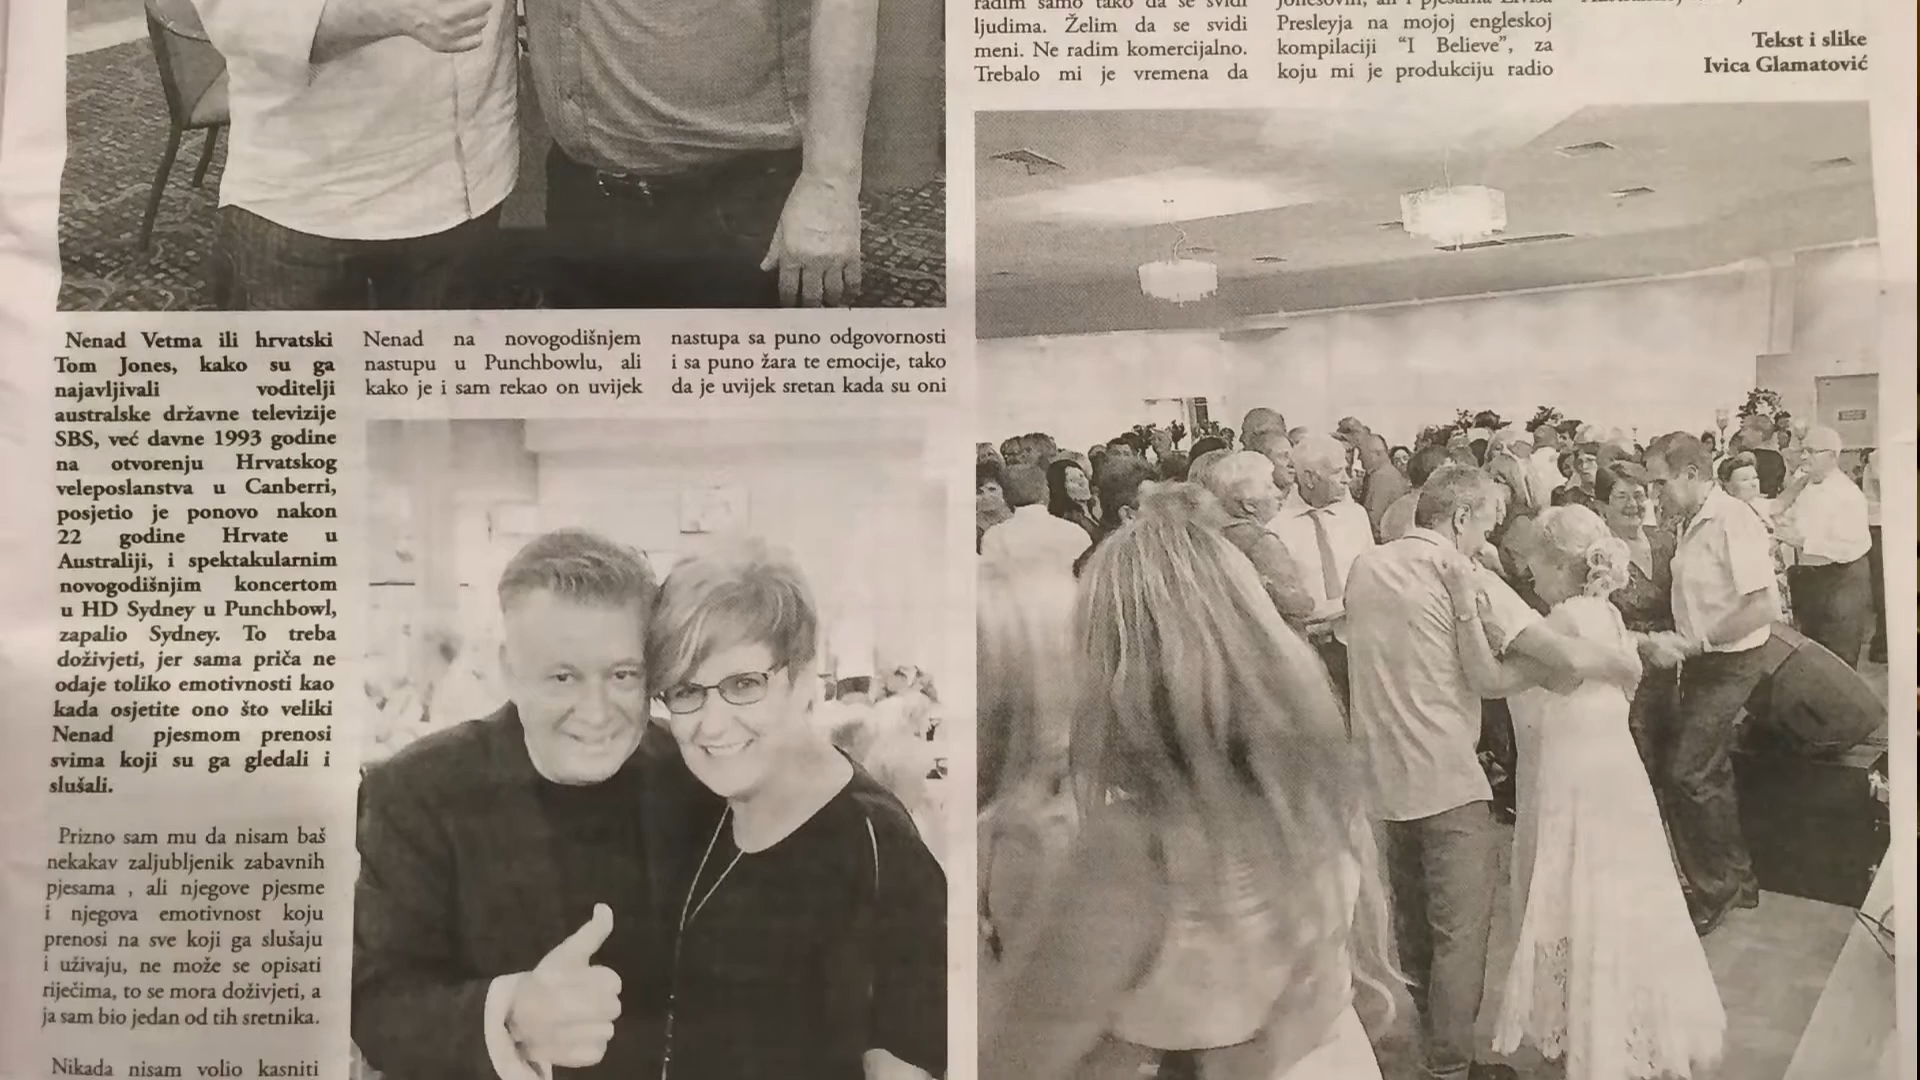 Nenad Vetma ili hrvatski
Tom Jones, kako su ga
najavljivali voditelji
australske državne televizije
SBS, već davne 1993 godine
na otvorenju Hrvatskog
veleposlanstva u Canberri,
posjetio je ponovo nakon
22 godine Hrvate u
Australiji, i spektakularnim
novogodišnjim koncertom
u HD Sydney u Punchbowl,
zapalio Sydney. To treba
doživjeti, jer sama priča ne
odaje toliko emotivnosti kao
kada osjetite ono što veliki
Nenad pjesmom prenosi
svima koji su ga gledali i
slušali.
Prizno sam mu da nisam baš
nekakav zaljubljenik zabavnih
pjesama , ali njegove pjesme
i njegova emotivnost koju
prenosi na sve koji ga slušaju
i uživaju, ne može se opisati
riječima, to se mora doživjeti, a
ja sam bio jedan od tih sretnika.
Nikada nisam volio kasniti
Nenad na novogodišnjem
nastupu u Punchbowlu, ali
kako je i sam rekao on uvijek
nastupa sa puno odgovornosti
i sa puno žara te emocije, tako
da je uvijek sretan kada su oni
radim samo tako da se svidi
ljudima. Želim da se svidi
meni. Ne radim komercijalno.
Trebalo mi je vremena da
Presleyja na mojoj engleskoj
kompilaciji “I Believe”, za
koju mi je produkciju radio
Tekst i slike
Ivica Glamatović